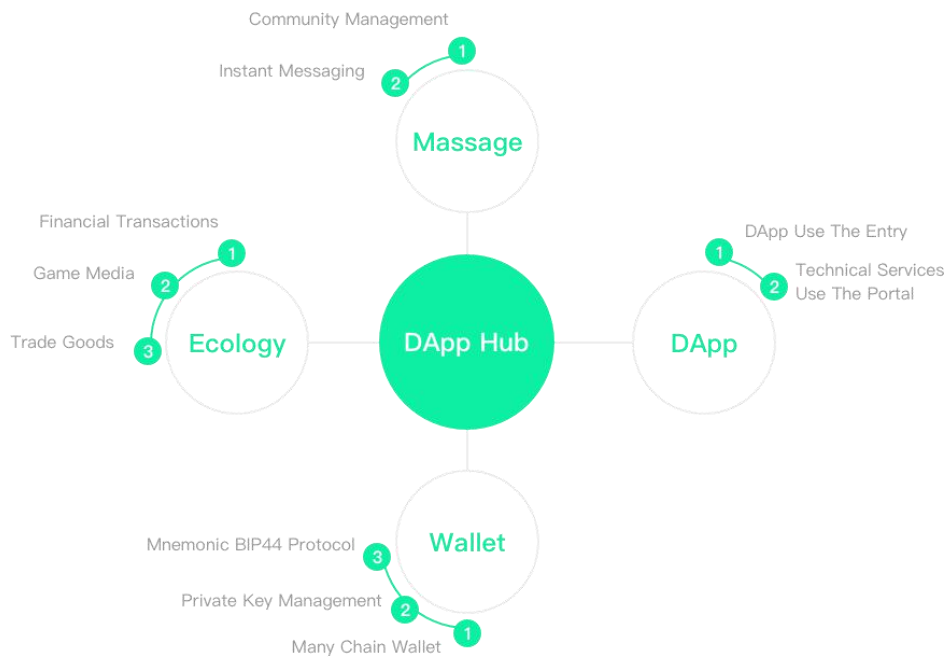 Community Management
1
Instant Messaging
2
Massage
Financial Transactions
1
Game Media
2
Trade Goods
3
Ecology
DApp Hub
DApp
1
DApp Use The Entry
2
Technical Services
Use The Portal
Wallet
Mnemonic BIP44 Protocol
3
Private Key Management
2
Many Chain Wallet
1